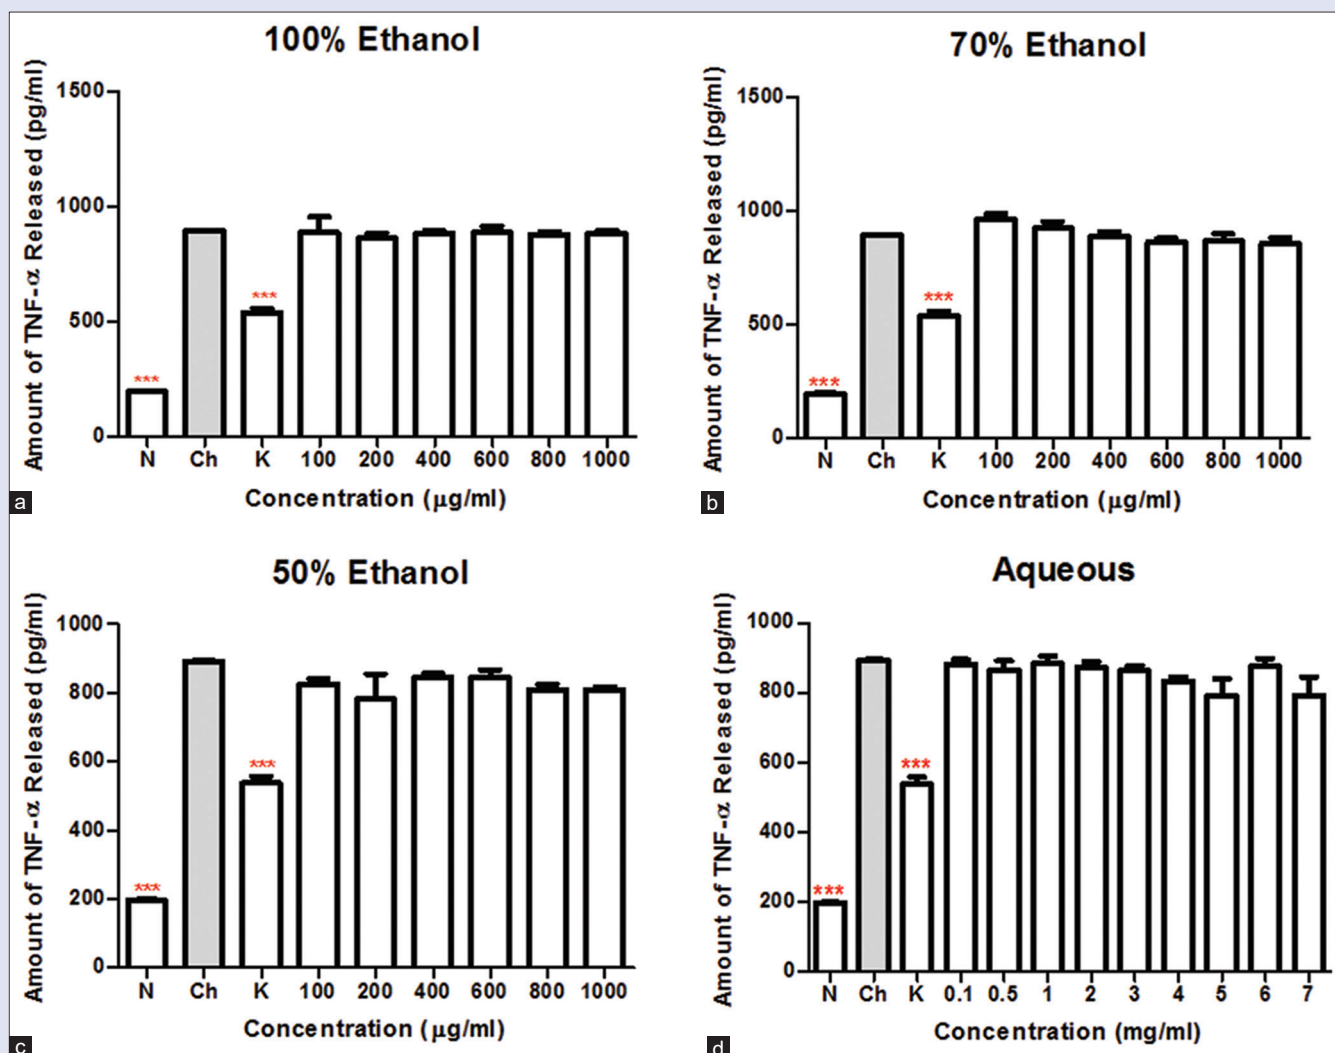 100% Ethanol
Amount of TNF-α Released (pg/ml)
1500
1000
500
0
***
***
N Ch K 100 200 400 600 800 1000
Concentration (μg/ml)
a
70% Ethanol
Amount of TNF-α Released (pg/ml)
1500
1000
500
0
***
***
N Ch K 100 200 400 600 800 1000
Concentration (μg/ml)
b
50% Ethanol
Amount of TNF-α Released (pg/ml)
1000
800
600
400
200
0
***
***
N Ch K 100 200 400 600 800 1000
Concentration (μg/ml)
c
Aqueous
Amount of TNF-α Released (pg/ml)
1000
800
600
400
200
0
***
***
N Ch K 0.1 0.5 1 2 3 4 5 6 7
Concentration (mg/ml)
d